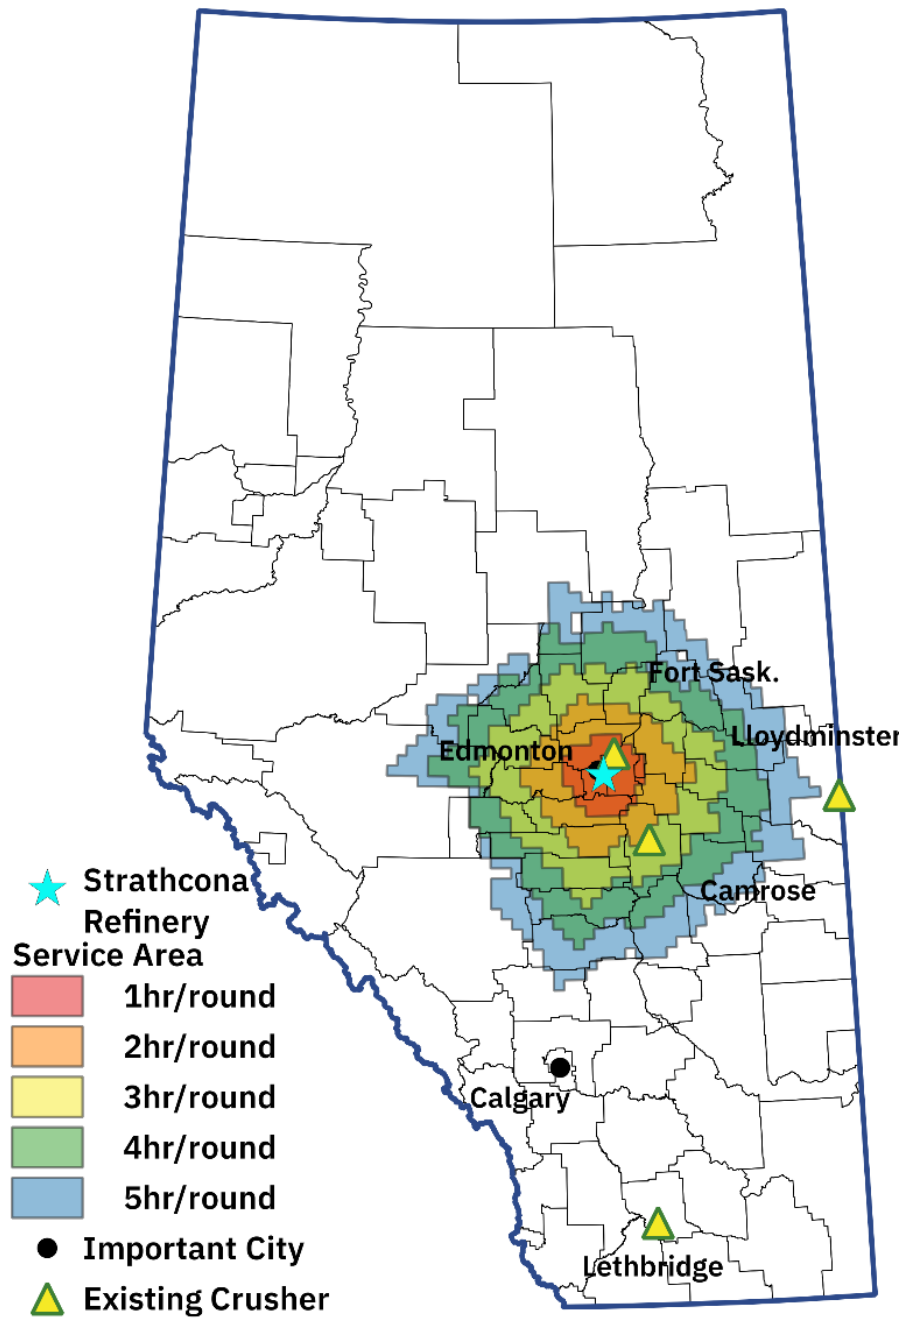 Fort Sask.
Lloydminster
Edmonton
Camrose
Strathcona
Refinery
Service Area
1hr/round
2hr/round
3hr/round
4hr/round
5hr/round
Calgary
Important City
Lethbridge
Existing Crusher